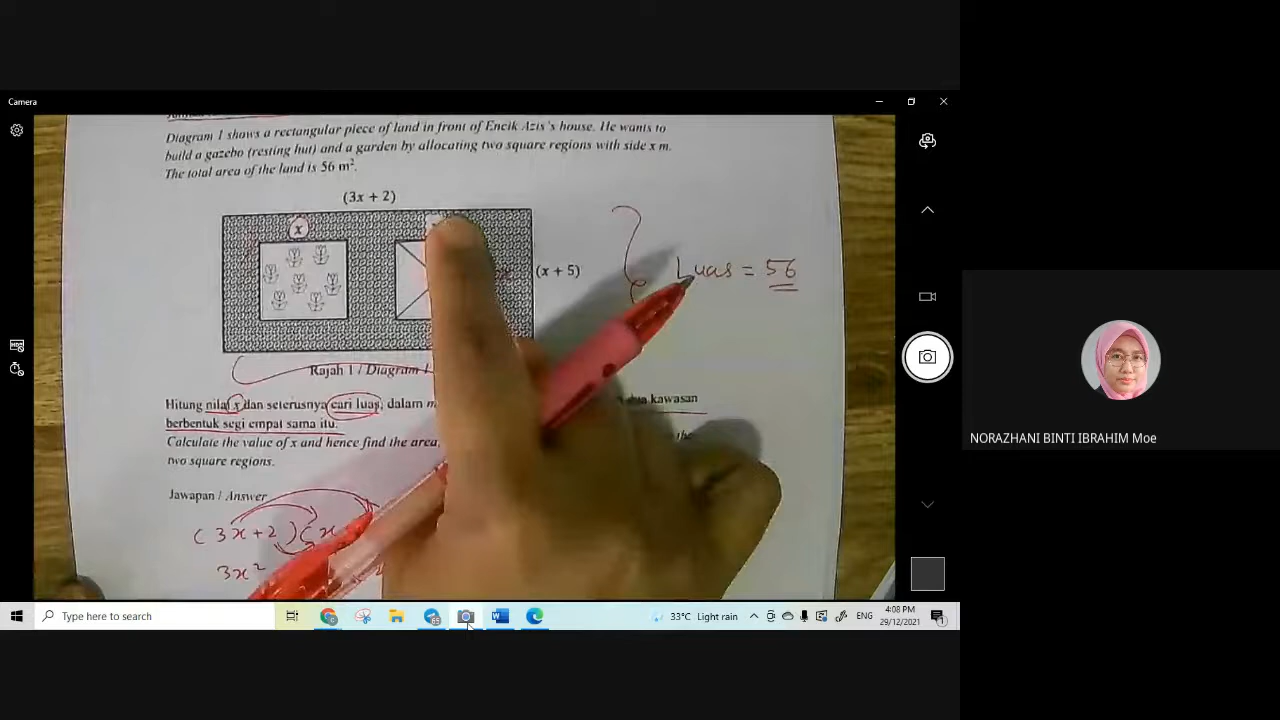 Camera
Diagram 1 shows a rectangular piece of land in front of Encik Azis's house. He wants to
build a gazebo (resting hut) and a garden by allocating two square regions with side x m.
The total area of the land is 56 m².
(3x + 2)
x
(x + 5)
Luas = 56
Rajah 1 / Diagram 1
Hitung nilai x dan seterusnya cari luas, dalam
kawasan
berbentuk segi empat sama itu.
Calculate the value of x and hence find the area,
the
two square regions.
Jawapan / Answer
(3x+2)(x
3x²
NORAZHANI BINTI IBRAHIM Moe
Type here to search
33°C Light rain
ENG
4:08 PM
29/12/2021